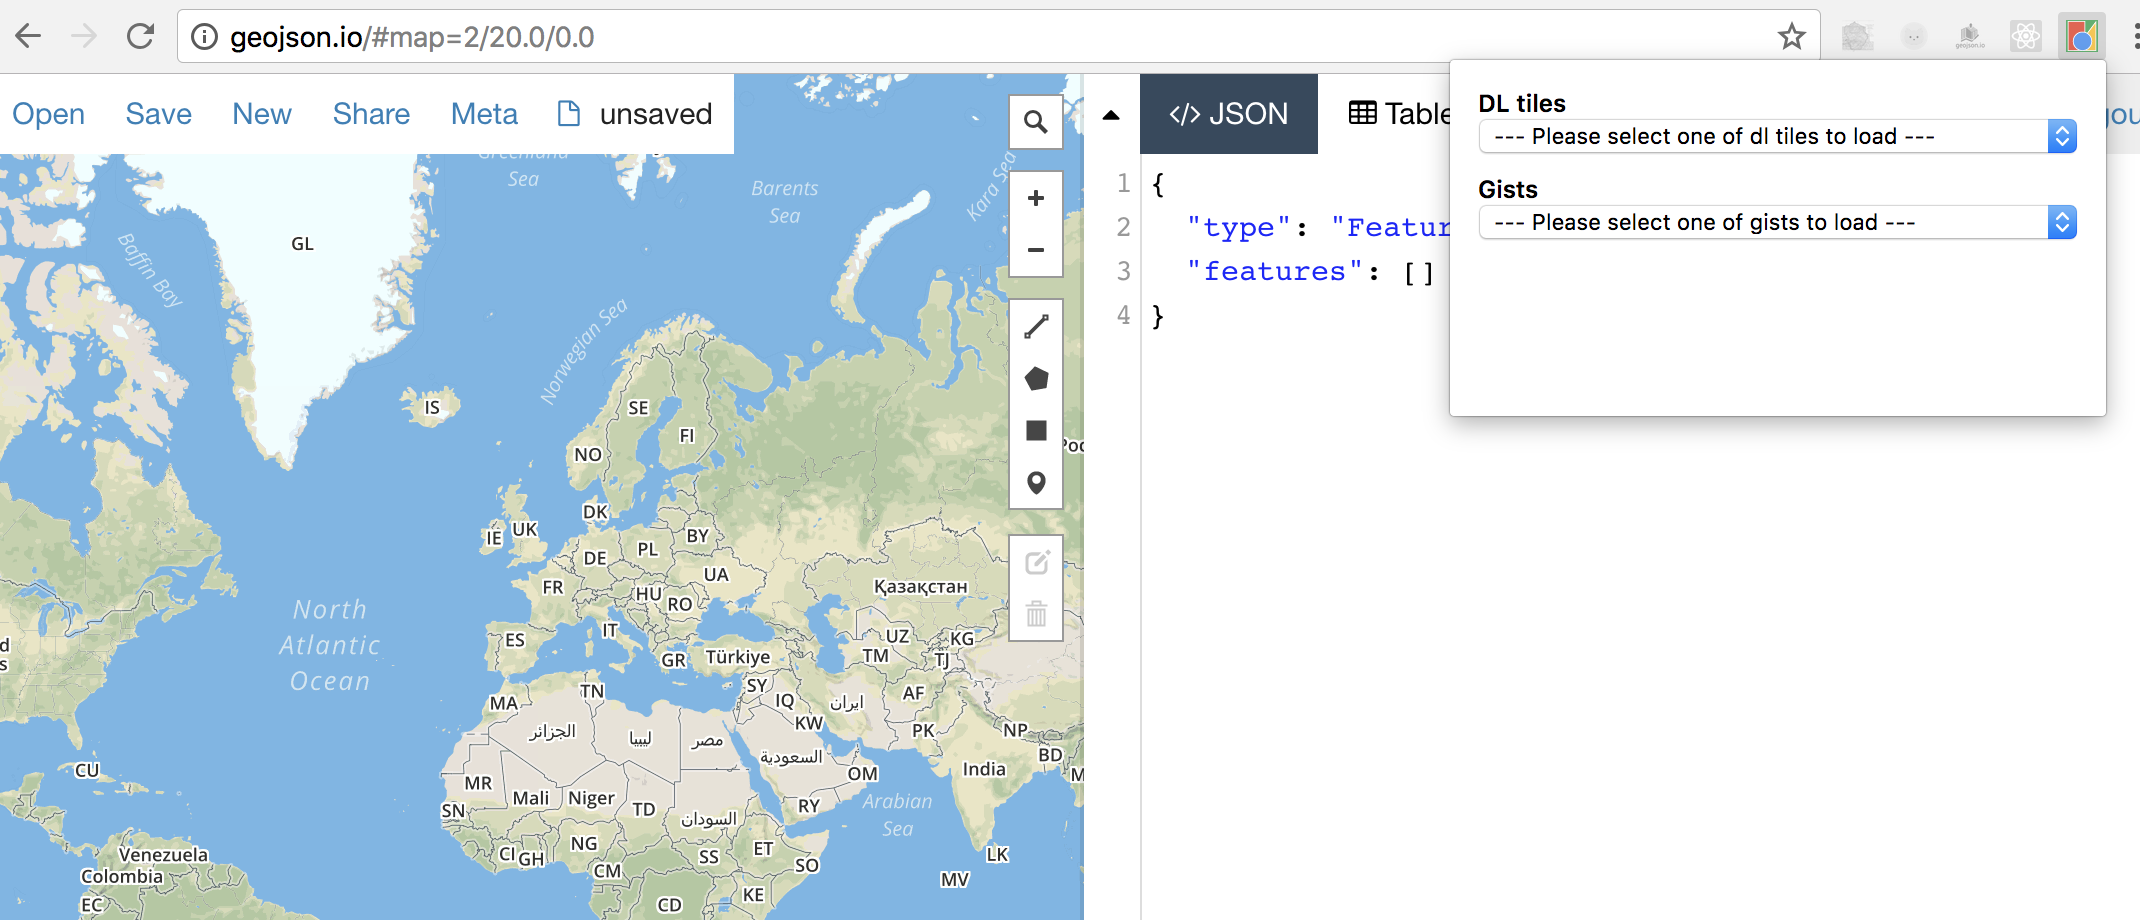 geojson.io/#map=2/20.0/0.0
Open Save New Share Meta unsaved
JSON
Table
DL tiles
--- Please select one of dl tiles to load ---
Gists
--- Please select one of gists to load ---
1 {
2 "type": "Featur
3 "features": []
4 }
+
−
Sea
Barents
Sea
Kara Sea
Baffin Bay
GL
Norwegian Sea
IS
SE
FI
NO
DK
IE
UK
BY
PL
DE
UA
FR
HU
RO
Қазақстан
North
Atlantic
Ocean
IT
ES
UZ
KG
GR
Türkiye
TM
TJ
SY
TN
MA
IQ
ایران
AF
KW
الجزائر
ليبيا
مصر
PK
NP
السعودية
BD
CU
MR
OM
India
M
Mali
Niger
TD
RY
Arabian
Sea
SN
السودان
NG
CI
GH
ET
SS
SO
LK
Venezuela
Colombia
CM
MV
EC
CD
KE